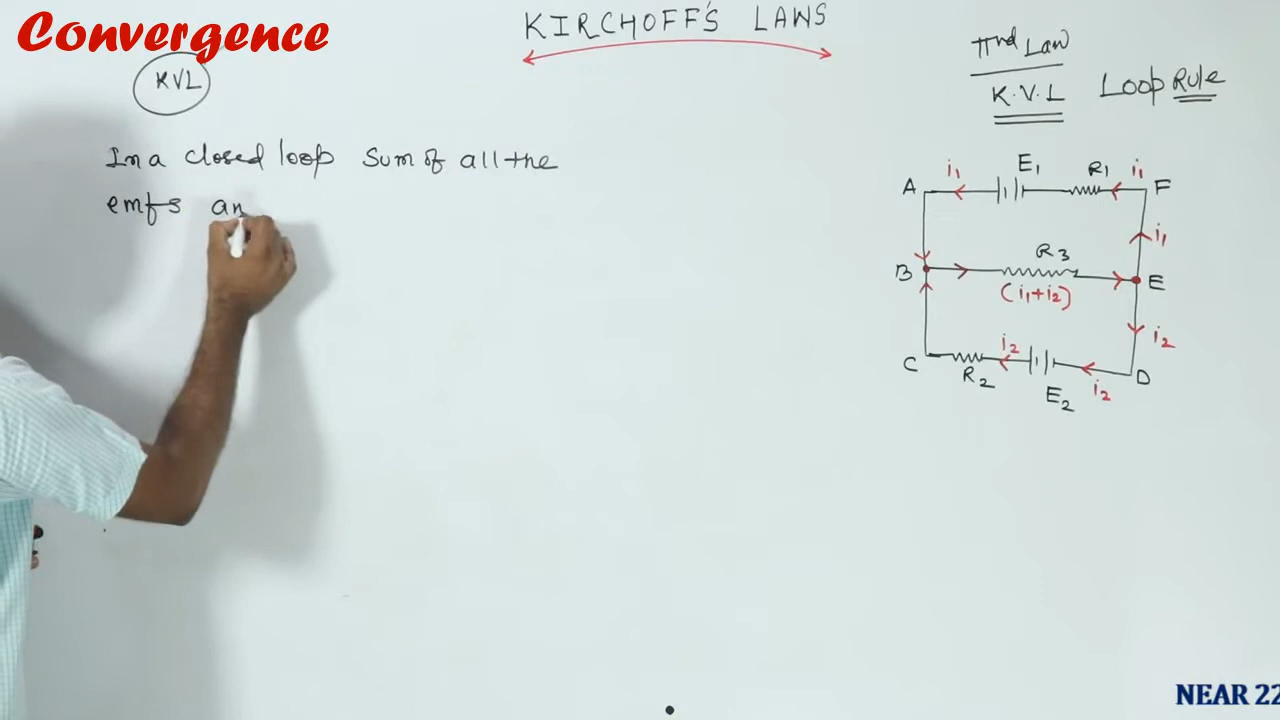 Convergence
KIRCHOFF'S LAWS
KVL
IInd Law
K.V.L Loop Rule
In a closed loop sum of all the
emfs an
A i1 E1 R1 i1 F
i1
B R3 E
(i1+i2)
i2
C R2 i2 E2 i2 D
NEAR 22